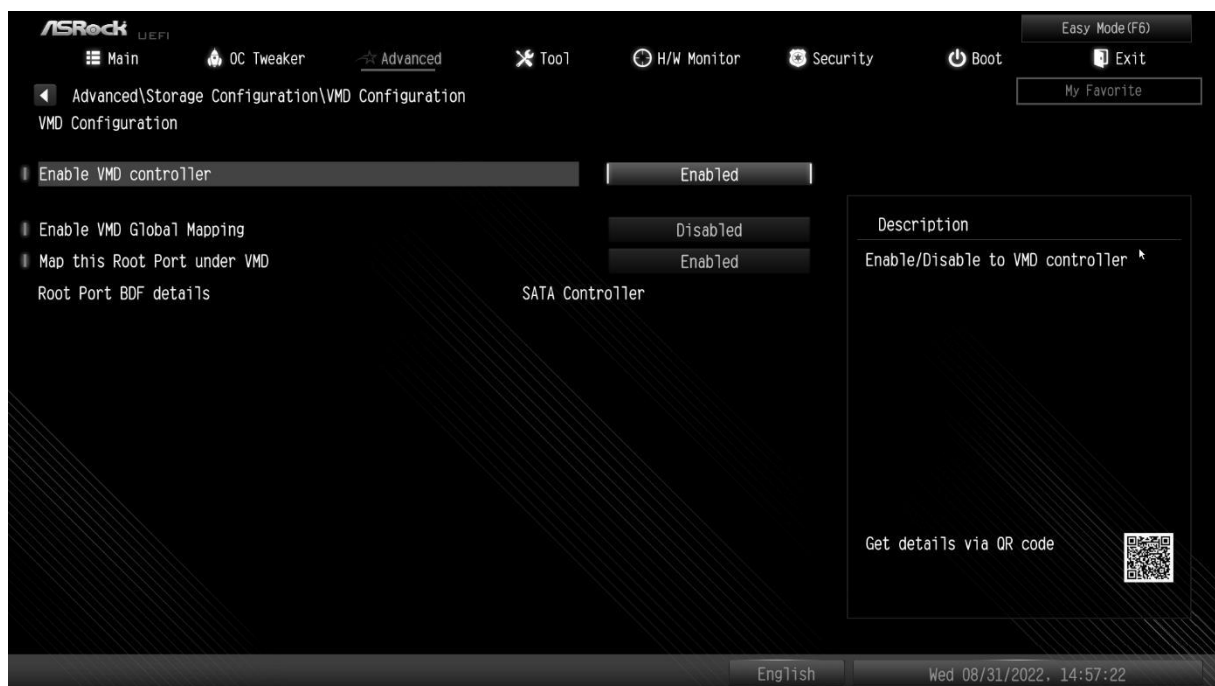 ASRock UEFI
Easy Mode(F6)
Main OC Tweaker Advanced Tool H/W Monitor Security Boot Exit
Advanced\Storage Configuration\VMD Configuration
My Favorite
VMD Configuration
Enable VMD controller Enabled
Enable VMD Global Mapping Disabled
Map this Root Port under VMD Enabled
Root Port BDF details SATA Controller
Description
Enable/Disable to VMD controller
Get details via QR code
English
Wed 08/31/2022. 14:57:22